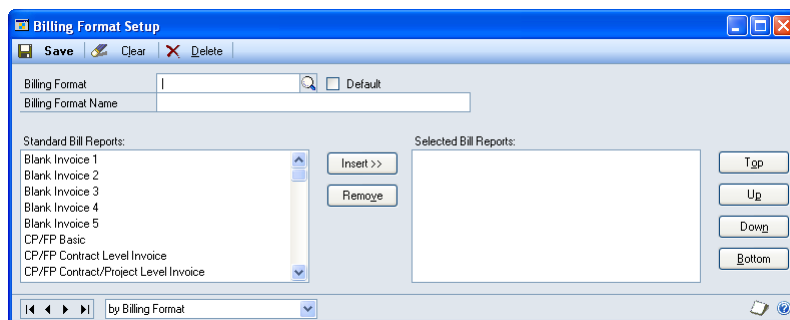 Billing Format Setup
Save Clear Delete
Billing Format Default
Billing Format Name
Standard Bill Reports: Selected Bill Reports:
Blank Invoice 1
Blank Invoice 2
Blank Invoice 3
Blank Invoice 4
Blank Invoice 5
CP/FP Basic
CP/FP Contract Level Invoice
CP/FP Contract/Project Level Invoice
Insert >>
Remove
Top
Up
Down
Bottom
by Billing Format